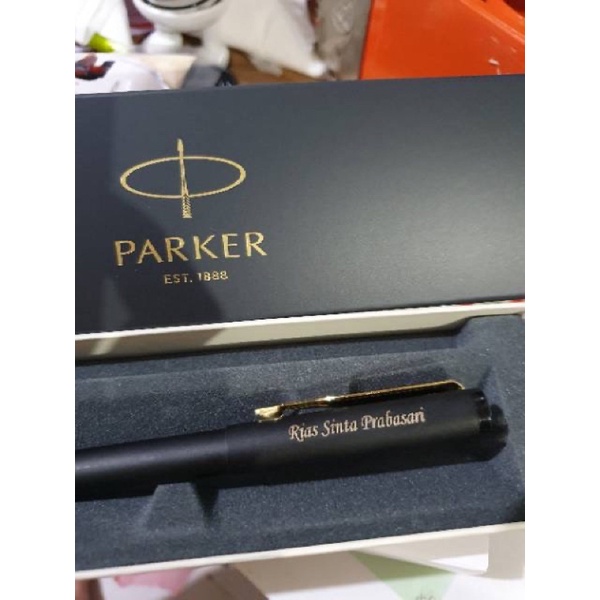 PARKER
EST. 1888
Rias Sinta Prabasari